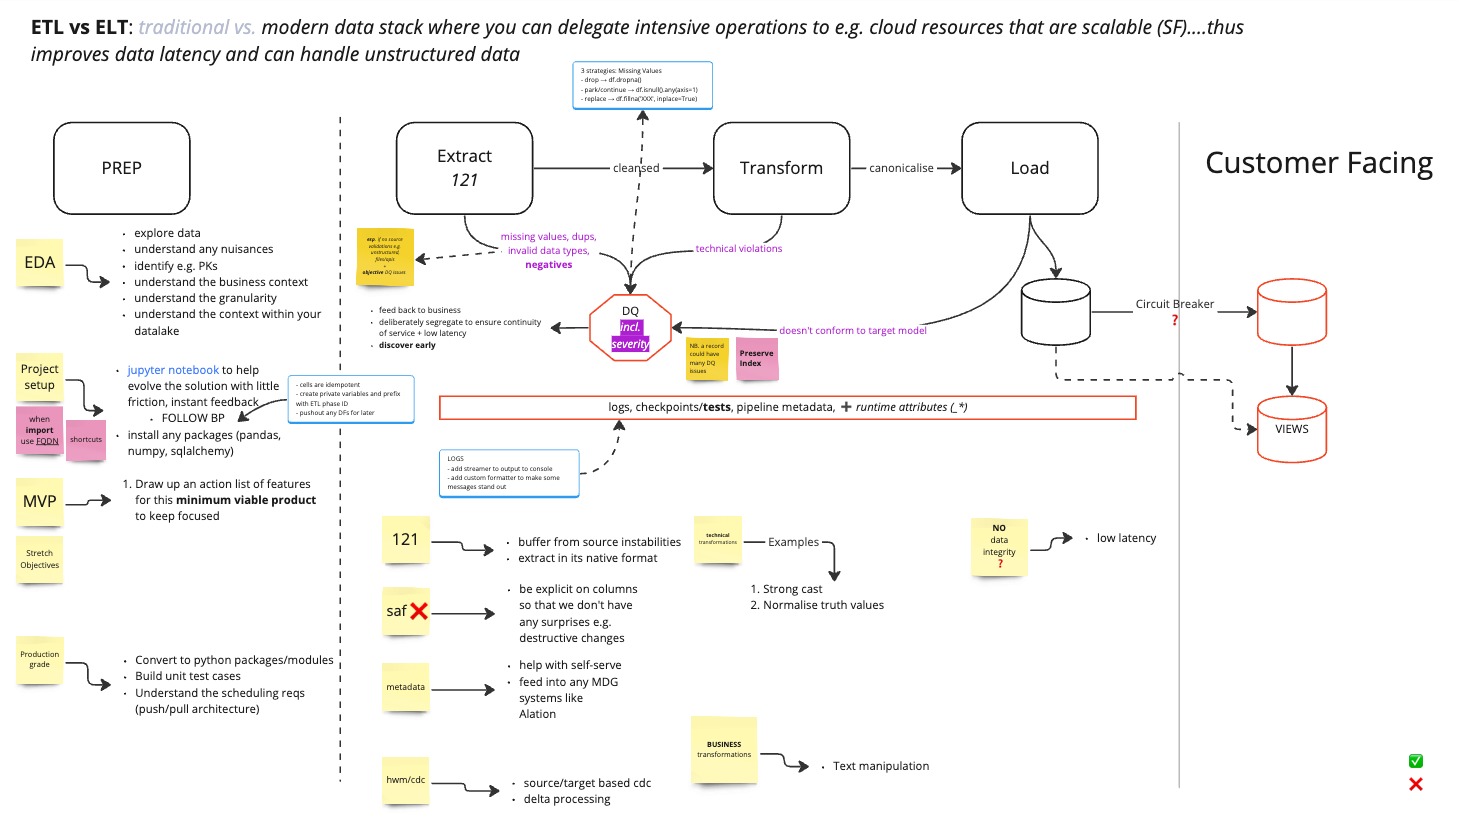 ETL vs ELT: traditional vs. modern data stack where you can delegate intensive operations to e.g. cloud resources that are scalable (SF)....thus
improves data latency and can handle unstructured data
3 strategies: Missing Values
- drop → df.dropna()
- park/continue → df.isnull().any(axis=1)
- replace → df.fillna('XXX', inplace=True)
PREP
Extract
121
cleansed
Transform
canonicalise
Load
Customer Facing
EDA
· explore data
· understand any nuisances
· identify e.g. PKs
· understand the business context
· understand the granularity
· understand the context within your
datalake
esp. if no source
validations e.g.
unstructured,
files/apis
+
objective DQ issues
missing values, dups,
invalid data types,
negatives
technical violations
· feed back to business
· deliberately segregate to ensure continuity
of service + low latency
· discover early
DQ
incl.
severity
doesn't conform to target model
NB. a record
could have
many DQ
issues
Preserve
Index
Circuit Breaker
?
VIEWS
Project
setup
when
import
use FQDN
shortcuts
· jupyter notebook to help
evolve the solution with little
friction, instant feedback
· FOLLOW BP
· install any packages (pandas,
numpy, sqlalchemy)
- cells are idempotent
- create private variables and prefix
with ETL phase ID
- pushout any DFs for later
logs, checkpoints/tests, pipeline metadata, ➕ runtime attributes (_*)
LOGS
- add streamer to output to console
- add custom formatter to make some
messages stand out
MVP
1. Draw up an action list of features
for this minimum viable product
to keep focused
Stretch
Objectives
Production
grade
· Convert to python packages/modules
· Build unit test cases
· Understand the scheduling reqs
(push/pull architecture)
121
· buffer from source instabilities
· extract in its native format
saf ❌
· be explicit on columns
so that we don't have
any surprises e.g.
destructive changes
metadata
· help with self-serve
· feed into any MDG
systems like
Alation
hwm/cdc
· source/target based cdc
· delta processing
technical
transformations
Examples
1. Strong cast
2. Normalise truth values
BUSINESS
transformations
· Text manipulation
NO
data
integrity
?
· low latency
✅
❌